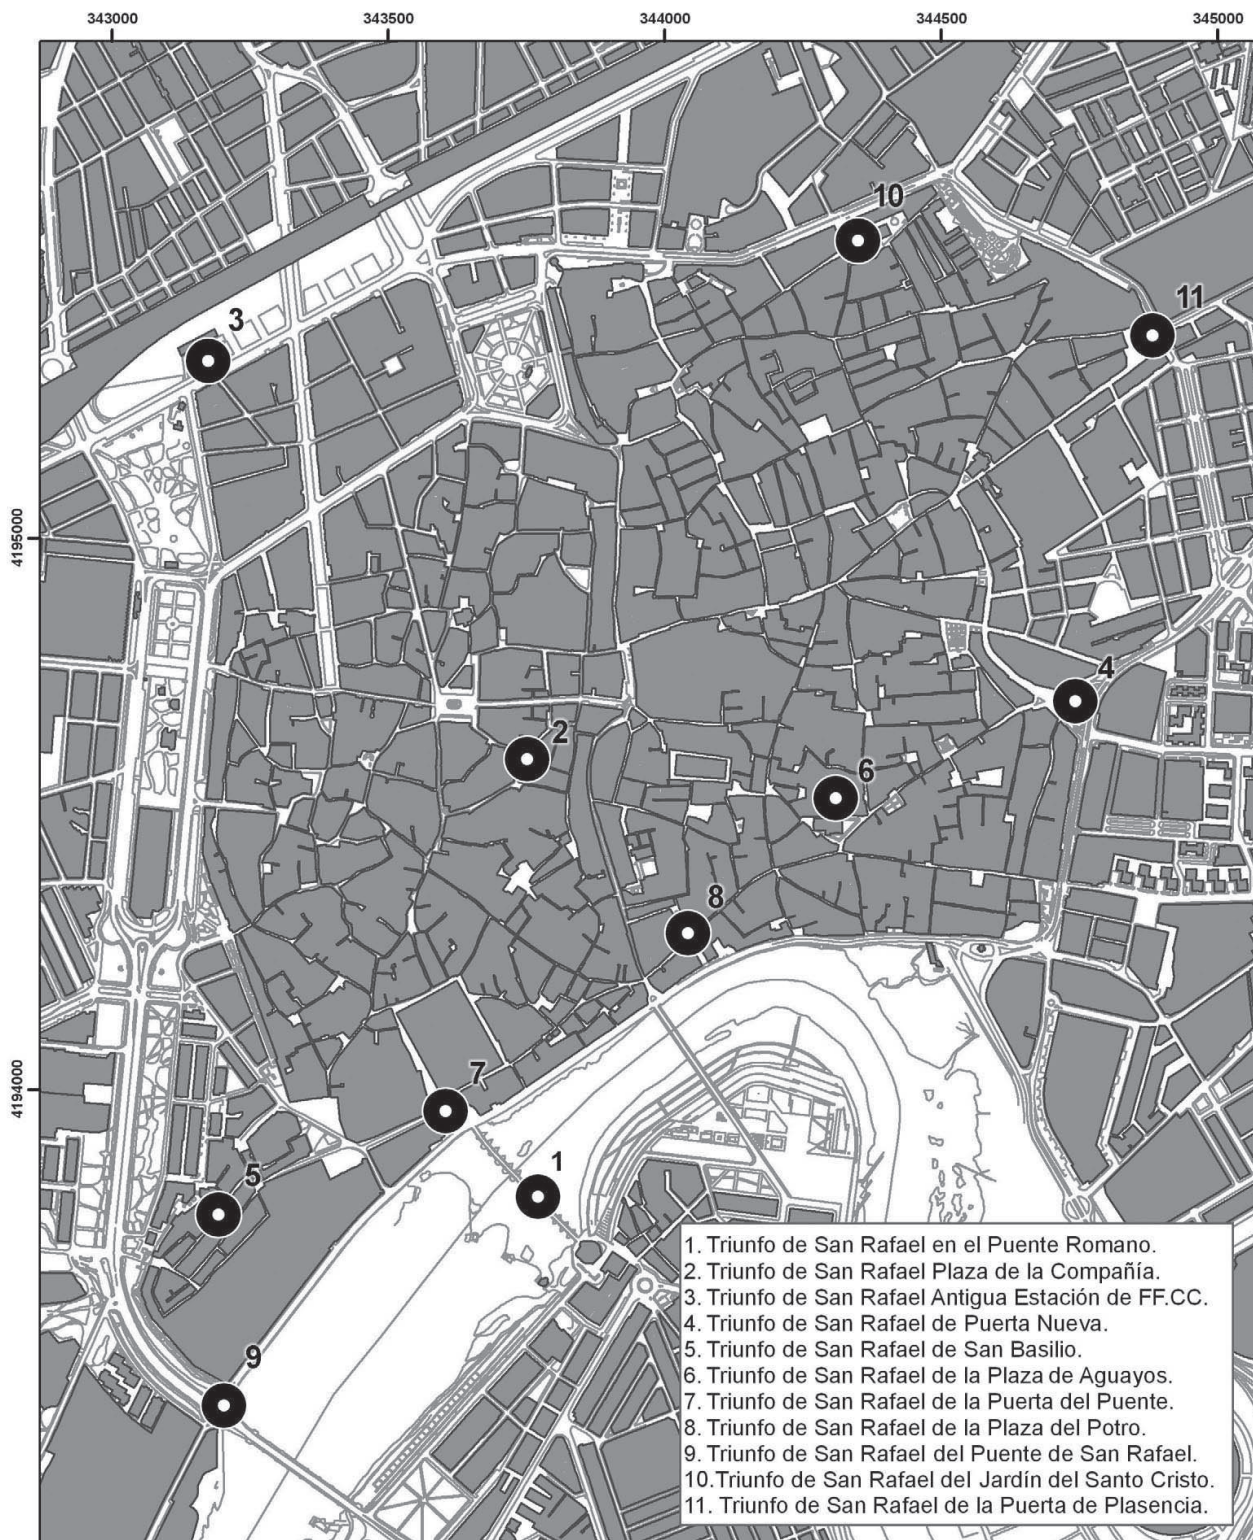 343000
343500
344000
344500
345000
10
11
3
4195000
4
2
6
8
4194000
7
1
5
9
1. Triunfo de San Rafael en el Puente Romano.
2. Triunfo de San Rafael Plaza de la Compañía.
3. Triunfo de San Rafael Antigua Estación de FF.CC.
4. Triunfo de San Rafael de Puerta Nueva.
5. Triunfo de San Rafael de San Basilio.
6. Triunfo de San Rafael de la Plaza de Aguayos.
7. Triunfo de San Rafael de la Puerta del Puente.
8. Triunfo de San Rafael de la Plaza del Potro.
9. Triunfo de San Rafael del Puente de San Rafael.
10.Triunfo de San Rafael del Jardín del Santo Cristo.
11. Triunfo de San Rafael de la Puerta de Plasencia.